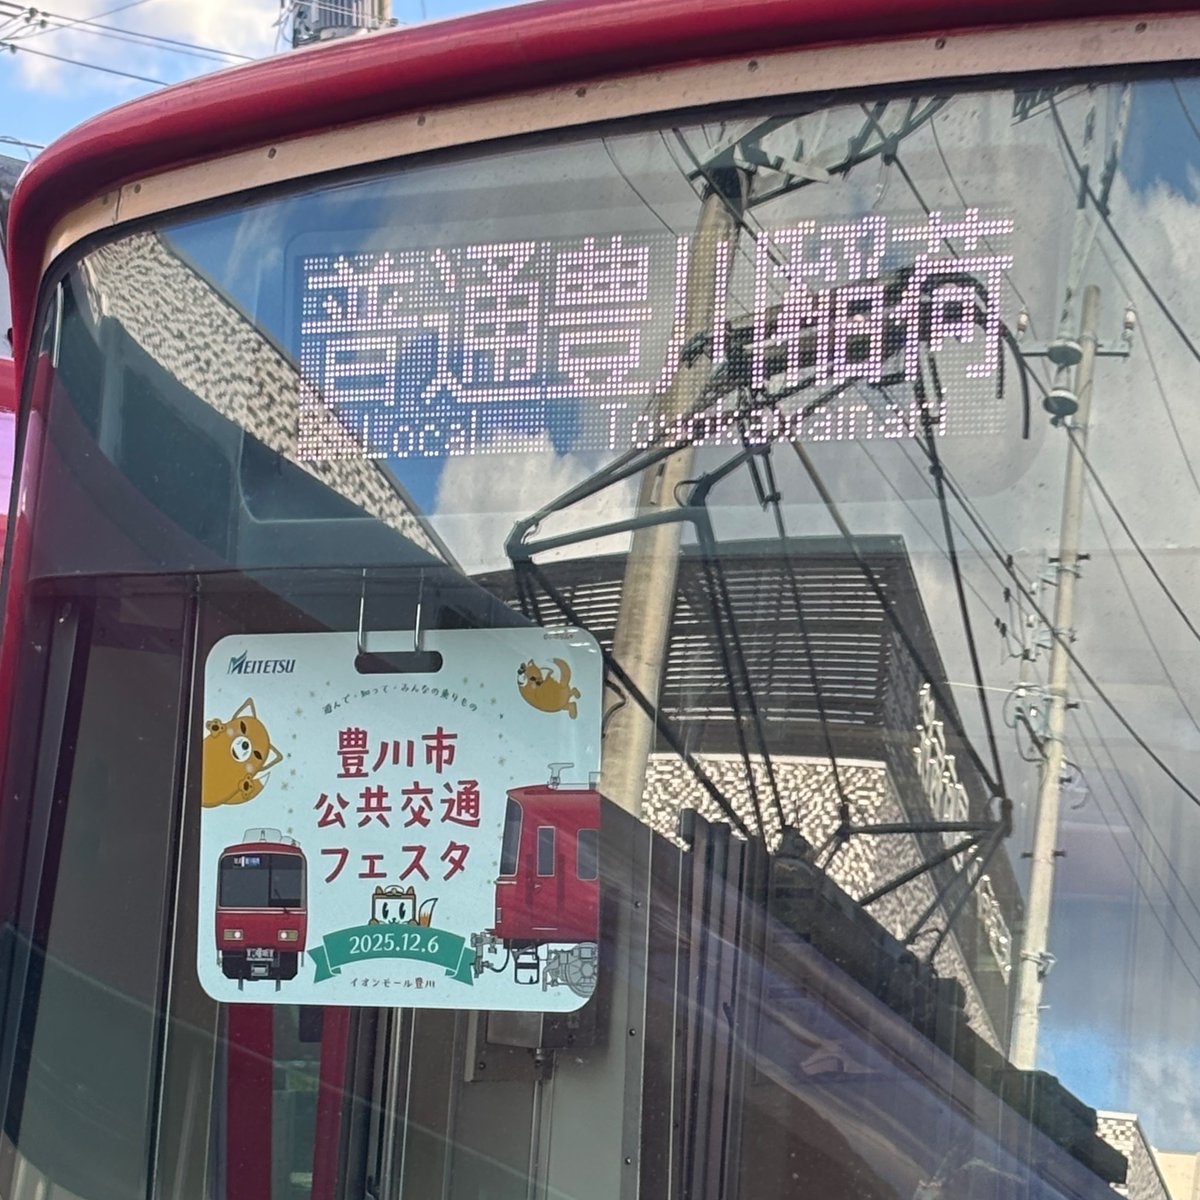 普通 豊川稲荷
Local Toyokawa-inari
MEITETSU
遊んで・知って・みんなの乗りもの
豊川市
公共交通
フェスタ
2025.12.6
イオンモール豊川